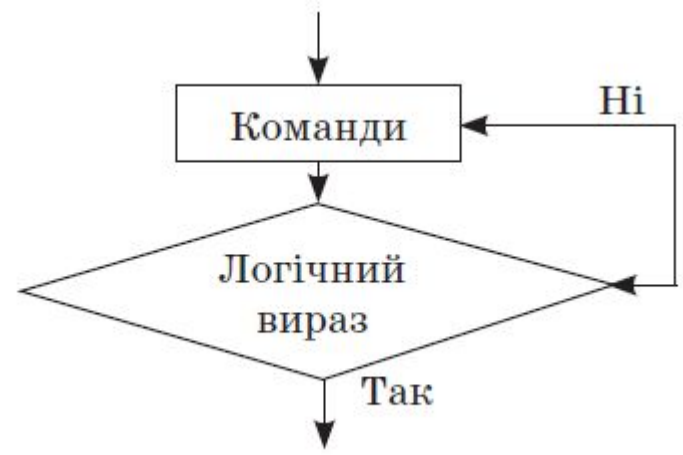 Команди
Ні
Логічний
вираз
Так